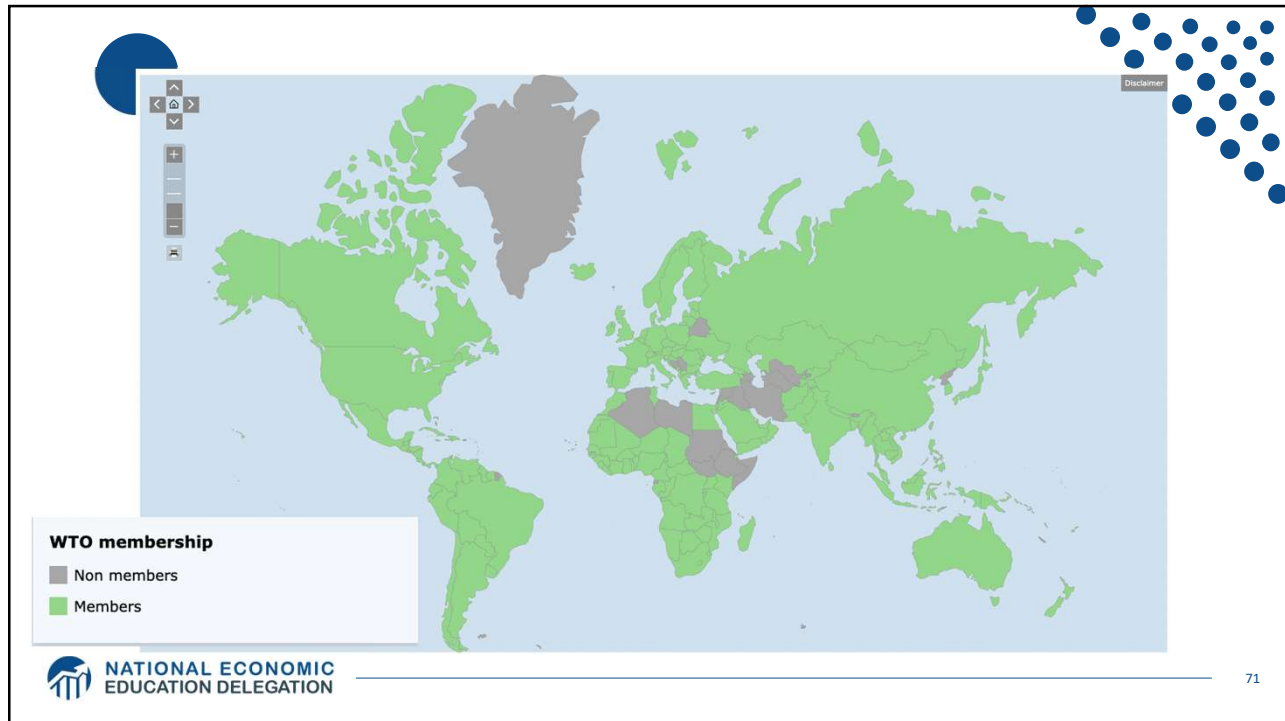 Disclaimer
WTO membership
Non members
Members
NATIONAL ECONOMIC
EDUCATION DELEGATION
71